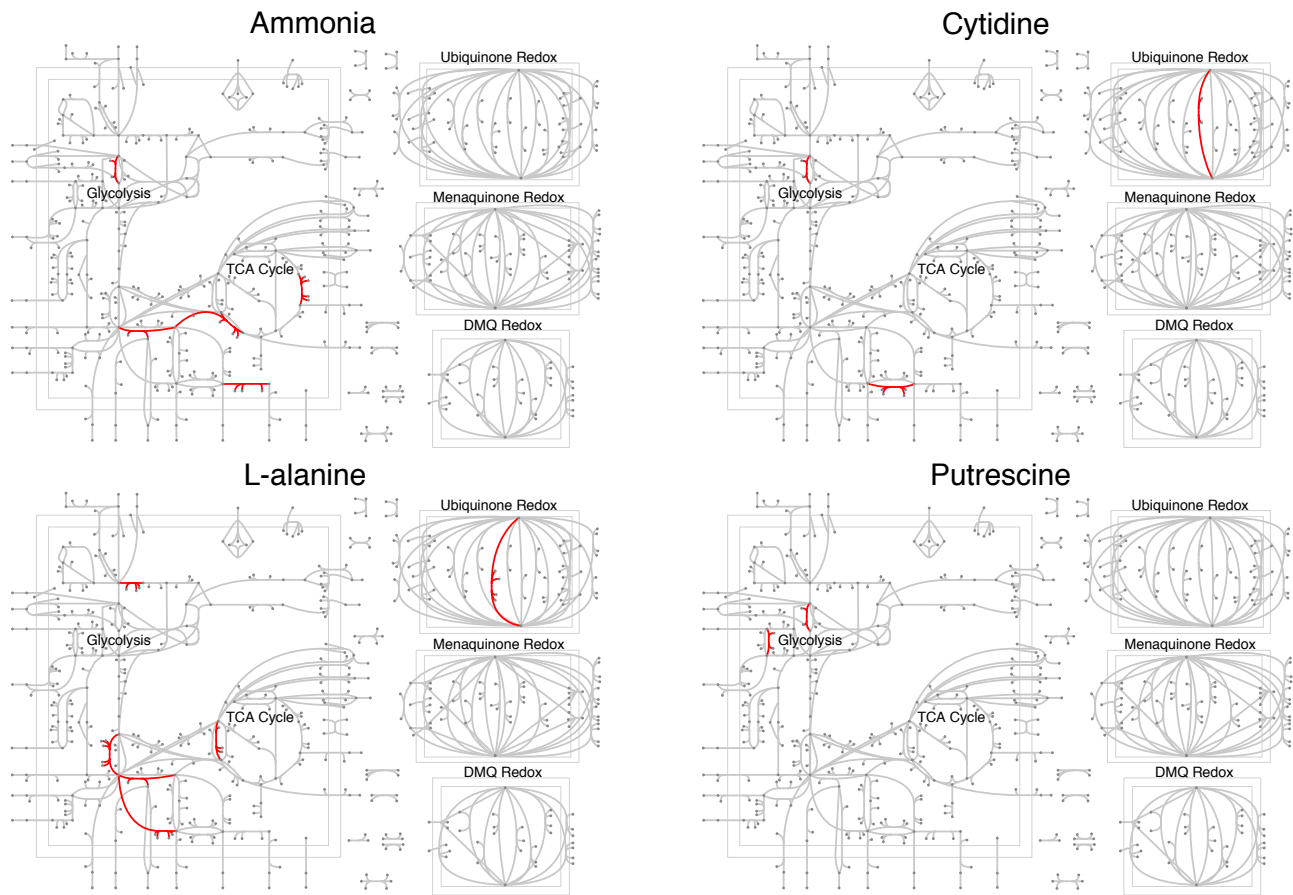 Ammonia
Ubiquinone Redox
Glycolysis
Menaquinone Redox
TCA Cycle
DMQ Redox
Cytidine
Ubiquinone Redox
Glycolysis
Menaquinone Redox
TCA Cycle
DMQ Redox
L-alanine
Ubiquinone Redox
Glycolysis
Menaquinone Redox
TCA Cycle
DMQ Redox
Putrescine
Ubiquinone Redox
Glycolysis
Menaquinone Redox
TCA Cycle
DMQ Redox